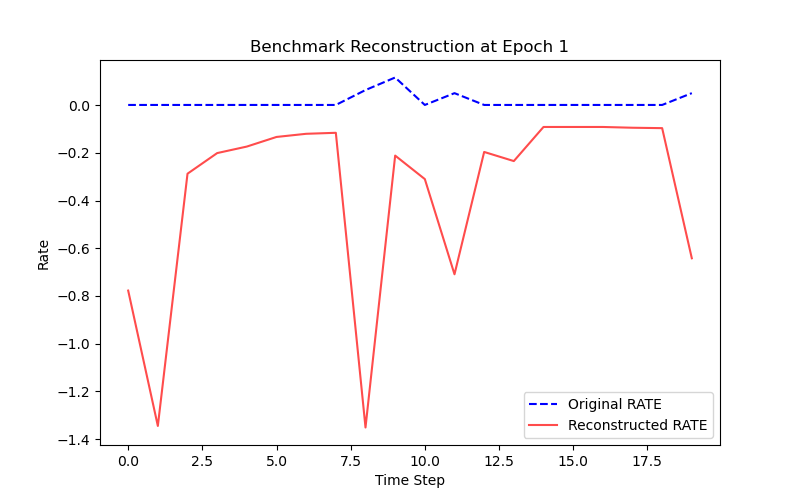 Benchmark Reconstruction at Epoch 1
Rate
0.0
−0.2
−0.4
−0.6
−0.8
−1.0
−1.2
−1.4
Original RATE
Reconstructed RATE
0.0 2.5 5.0 7.5 10.0 12.5 15.0 17.5
Time Step